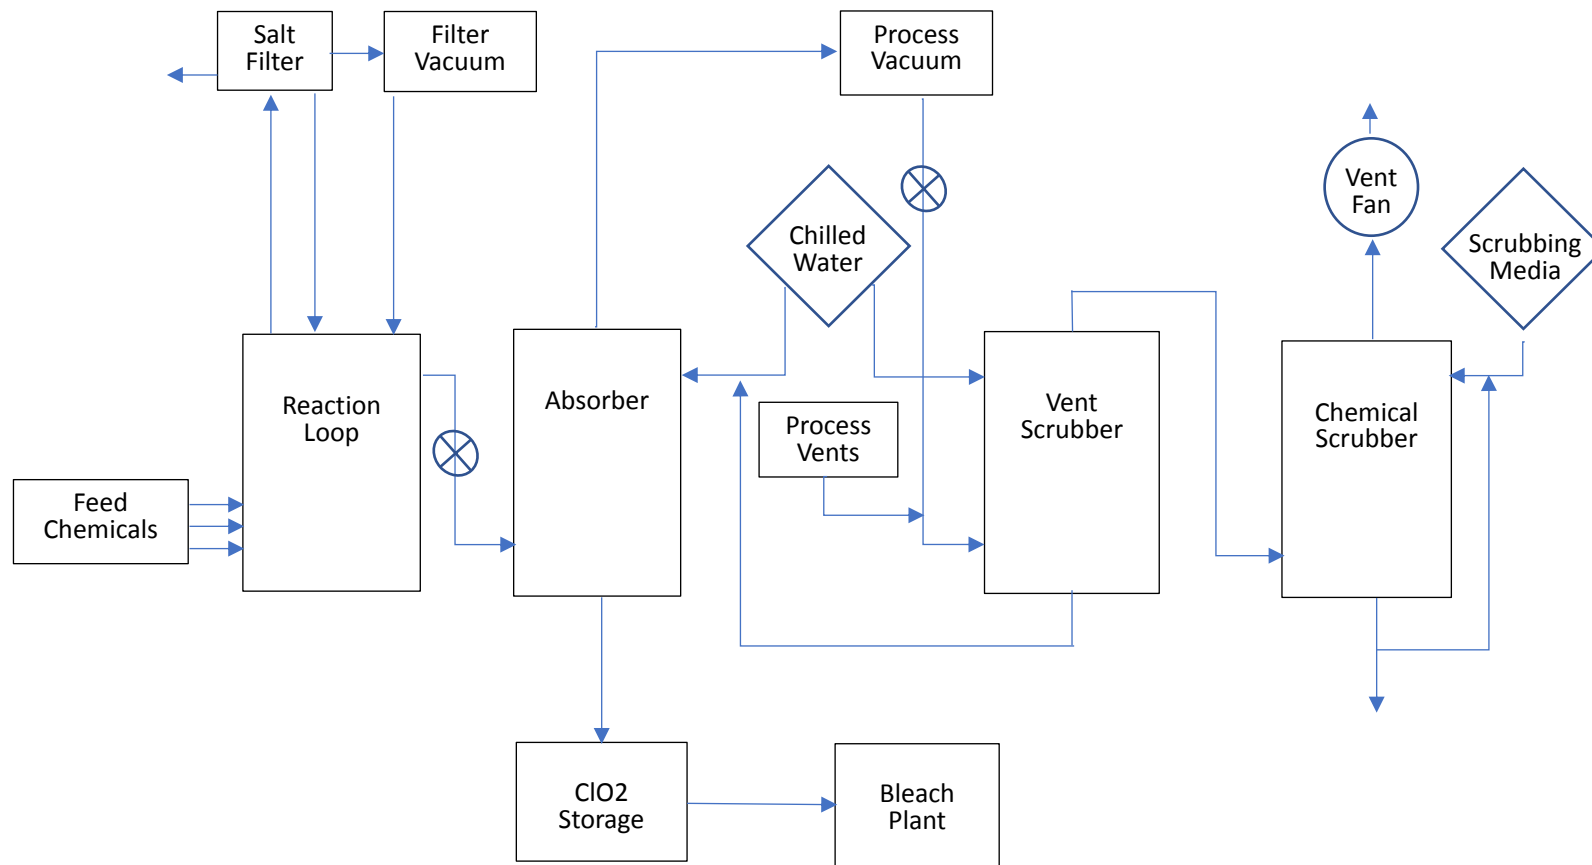 Salt
Filter
Filter
Vacuum
Process
Vacuum
Vent
Fan
Chilled
Water
Scrubbing
Media
Reaction
Loop
Absorber
Process
Vents
Vent
Scrubber
Chemical
Scrubber
Feed
Chemicals
ClO2
Storage
Bleach
Plant